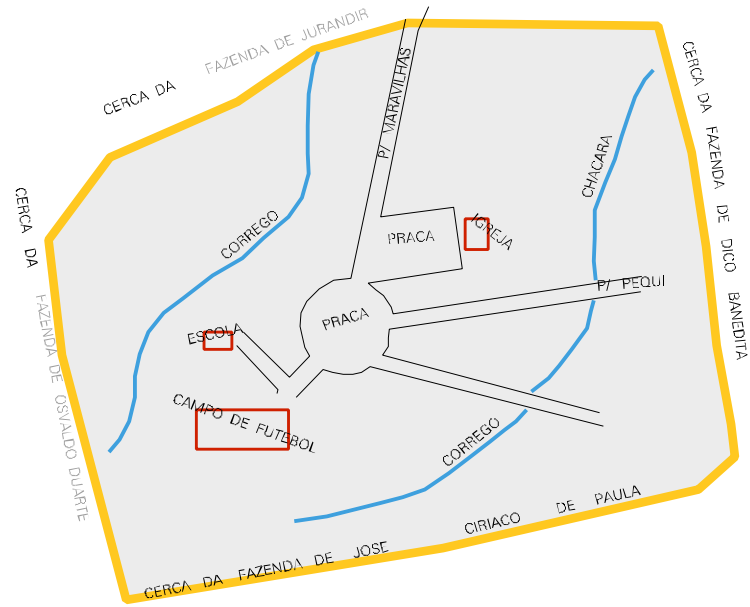 FAZENDA DE JURANDIR
CERCA DA
P/ MARAVILHAS
CERCA DA FAZENDA DE DICO BANEDITA
CHACARA
CERCA DA FAZENDA DE OSVALDO DUARTE
CORREGO
PRACA
IGREJA
P/ PEQUI
PRACA
ESCOLA
CAMPO DE FUTEBOL
CORREGO
CERCA DA FAZENDA DE JOSE CIRIACO DE PAULA